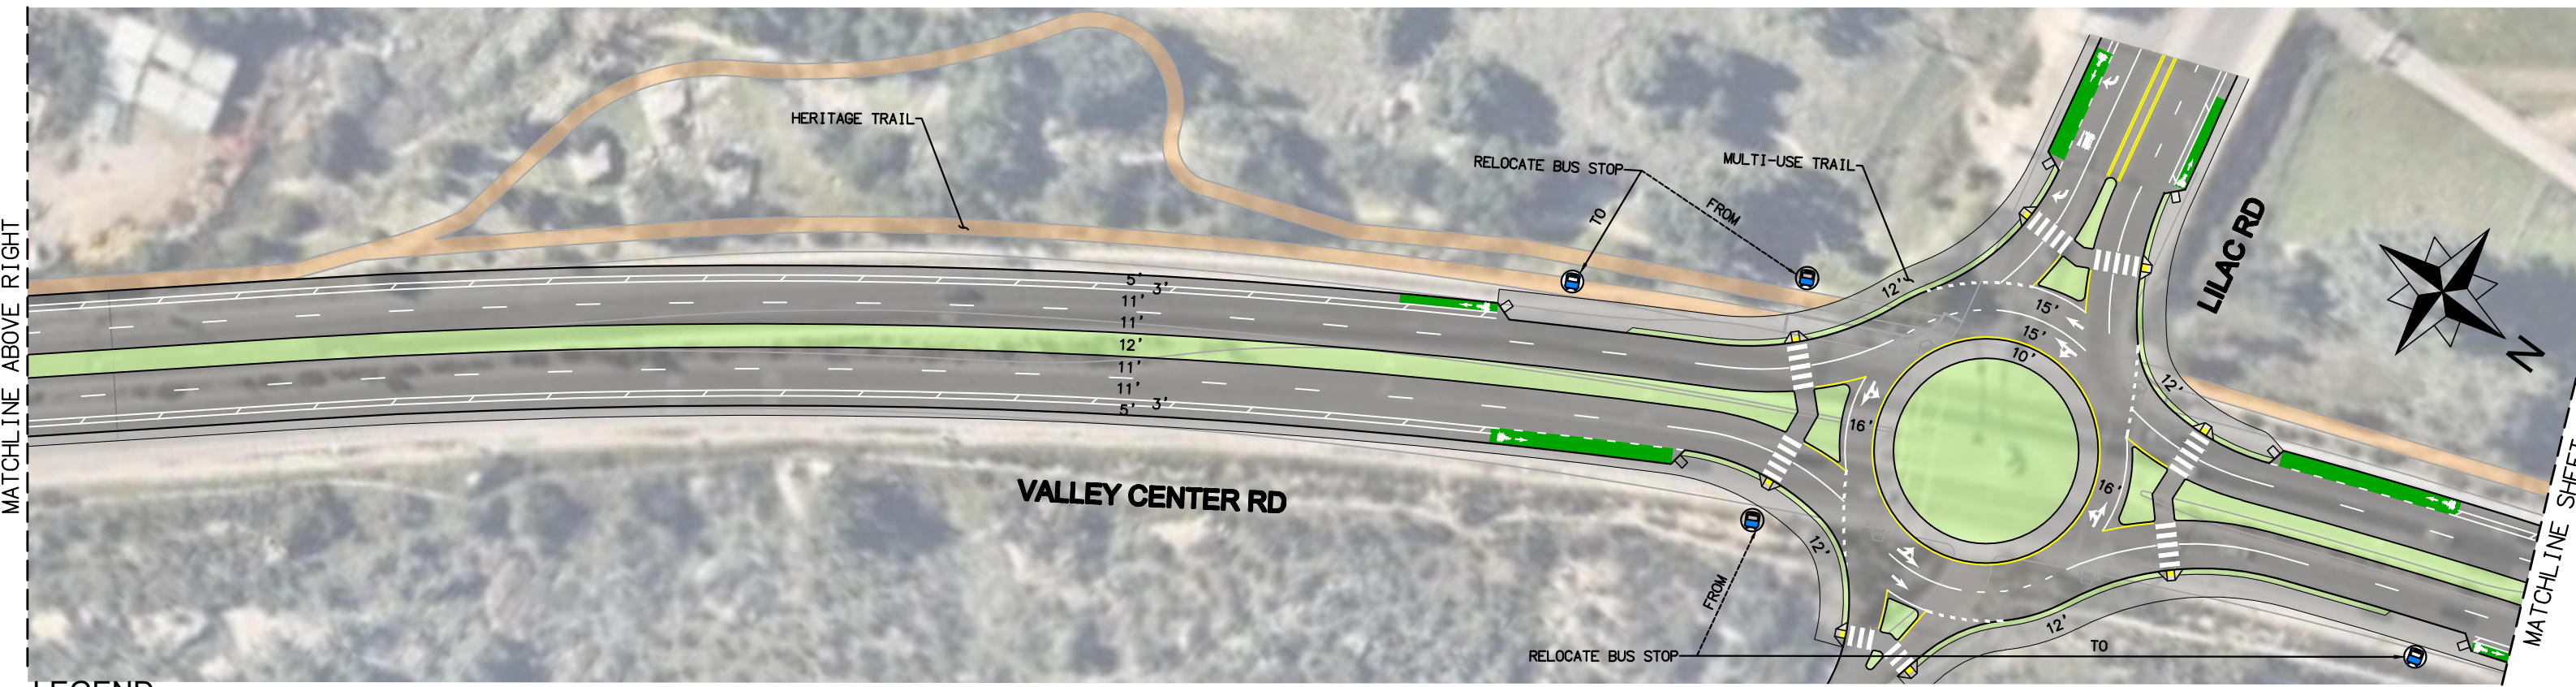 MATCHLINE ABOVE RIGHT
HERITAGE TRAIL
RELOCATE BUS STOP
TO
FROM
MULTI-USE TRAIL
LILAC RD
N
5'
3'
11'
11'
12'
11'
11'
5'
3'
12'
15'
15'
10'
16'
12'
16'
12'
12'
VALLEY CENTER RD
FROM
RELOCATE BUS STOP
TO
MATCHLINE SHEET
LEGEND